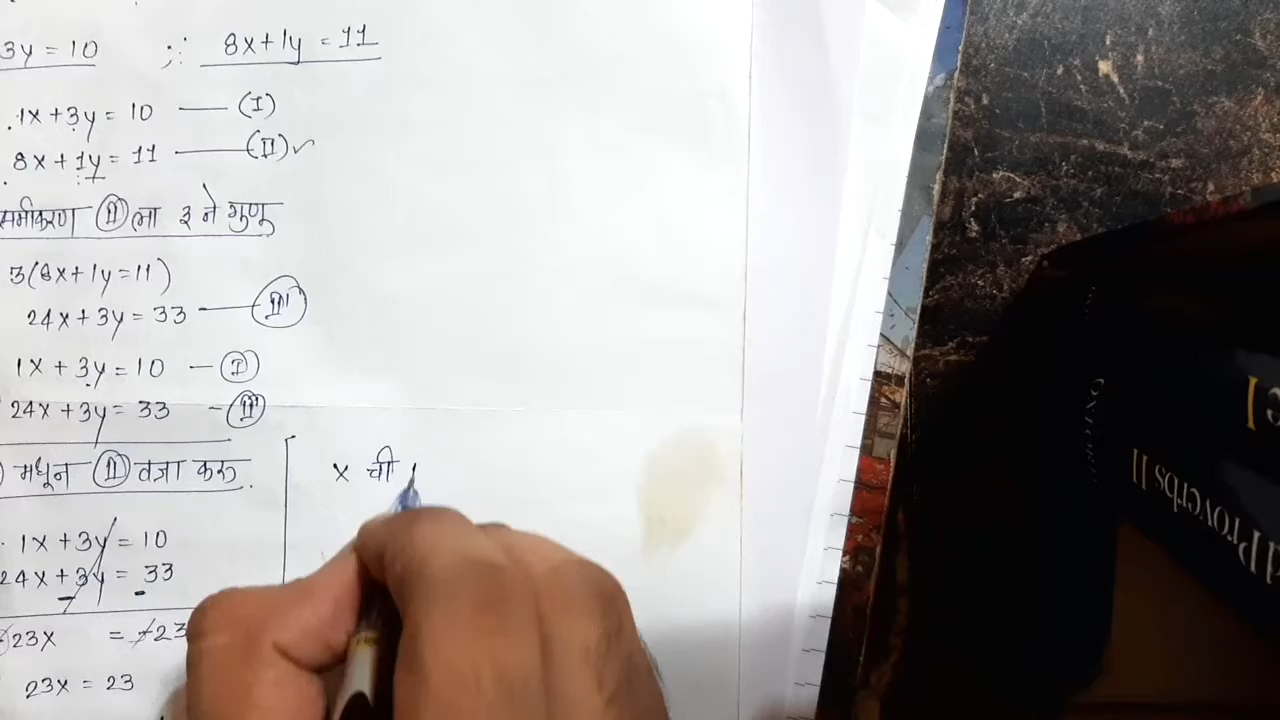 3y = 10 ∵ 8x+1y = 11
1x + 3y = 10 — (I)
8x + 1y = 11 — (II)✓
समीकरण (II) ला ३ ने गुणू
3(8x+1y=11)
24x + 3y = 33 — (III)
1x + 3y = 10 — (I)
24x + 3y = 33 — (III)
मधून (III) वजा करू.
x ची
1x + 3y = 10
24x + 3y = 33
- -
-23x = -23
23x = 23
Proverbs II